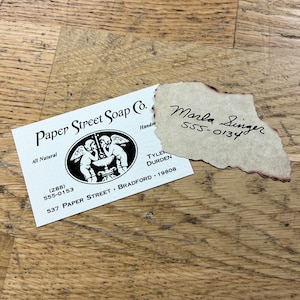 Paper Street Soap Co.
All Natural
Tyler
Durden
(288)
555-0153
537 Paper Street • Bradford • 19808
Marla Singer
555-0134